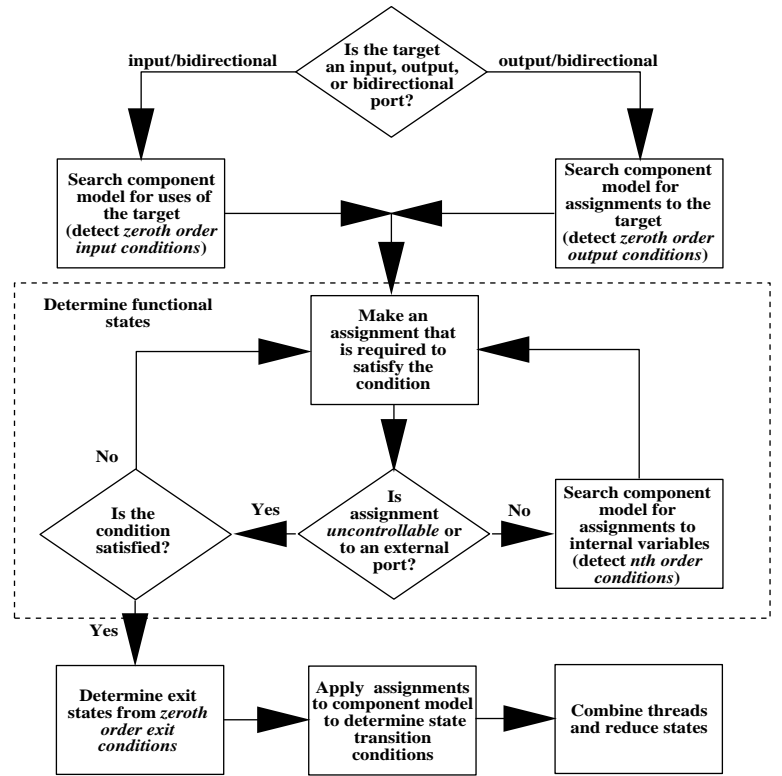 Is the target
an input, output,
or bidirectional
port?
input/bidirectional
output/bidirectional
Search component
model for uses of
the target
(detect zeroth order
input conditions)
Search component
model for
assignments to the
target
(detect zeroth order
output conditions)
Determine functional
states
Make an
assignment that
is required to
satisfy the
condition
No
Is the
condition
satisfied?
Yes
Is
assignment
uncontrollable or
to an external
port?
No
Search component
model for
assignments to
internal variables
(detect nth order
conditions)
Yes
Determine exit
states from zeroth
order exit
conditions
Apply assignments
to component model
to determine state
transition
conditions
Combine threads
and reduce states